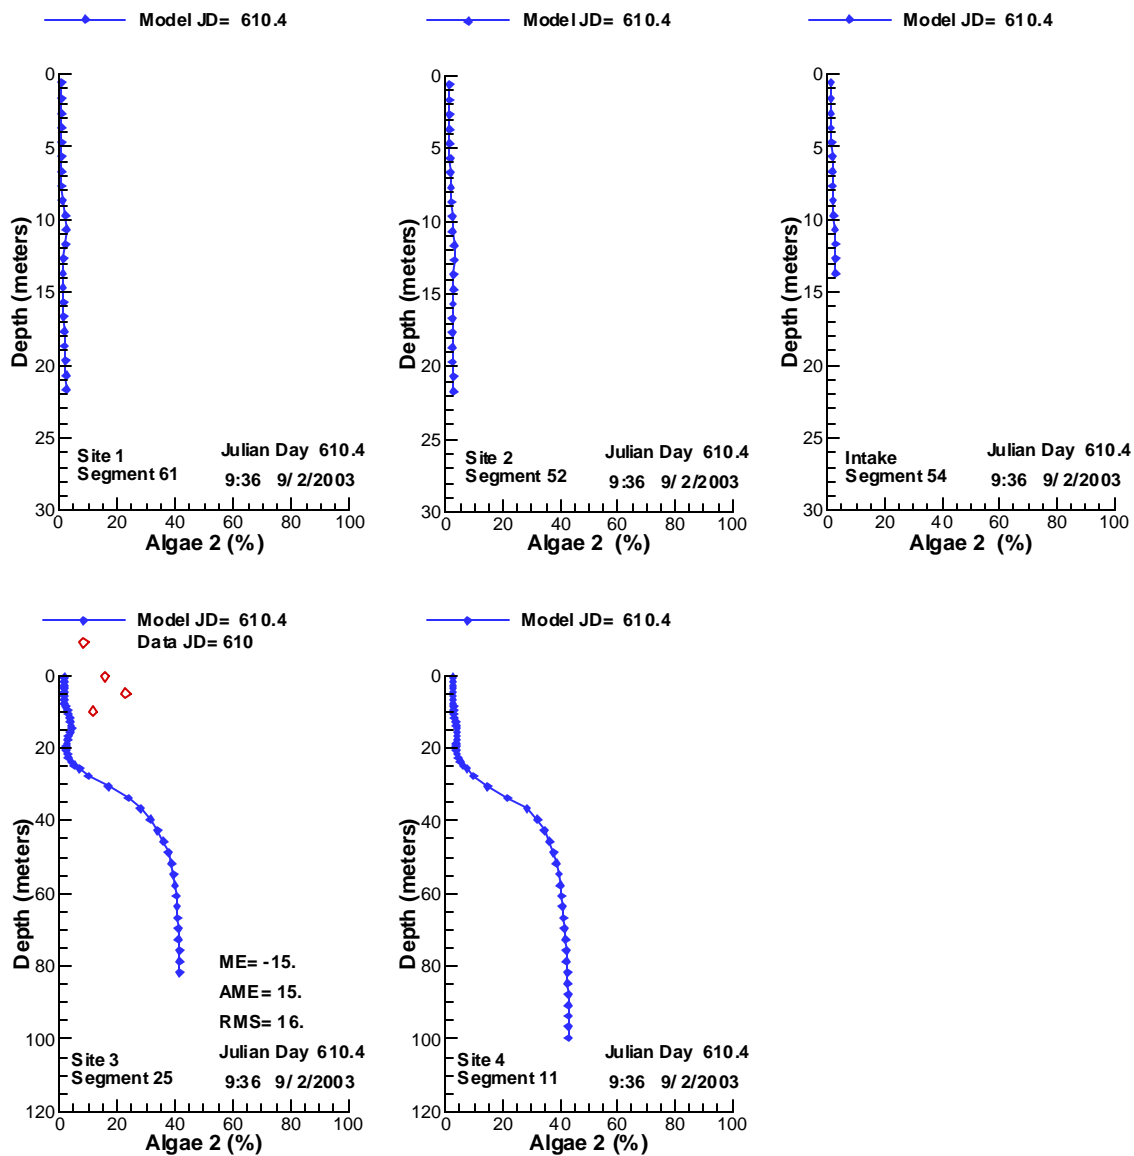 Model JD= 610.4
0
5
10
15
20
25
30
Depth (meters)
Site 1
Segment 61
Julian Day 610.4
9:36 9/ 2/2003
0 20 40 60 80 100
Algae 2 (%)
Model JD= 610.4
0
5
10
15
20
25
30
Depth (meters)
Site 2
Segment 52
Julian Day 610.4
9:36 9/ 2/2003
0 20 40 60 80 100
Algae 2 (%)
Model JD= 610.4
0
5
10
15
20
25
30
Depth (meters)
Intake
Segment 54
Julian Day 610.4
9:36 9/ 2/2003
0 20 40 60 80 100
Algae 2 (%)
Model JD= 610.4
Data JD= 610
0
20
40
60
80
100
120
Depth (meters)
ME= -15.
AME= 15.
RMS= 16.
Site 3
Segment 25
Julian Day 610.4
9:36 9/ 2/2003
0 20 40 60 80 100
Algae 2 (%)
Model JD= 610.4
0
20
40
60
80
100
120
Depth (meters)
Site 4
Segment 11
Julian Day 610.4
9:36 9/ 2/2003
0 20 40 60 80 100
Algae 2 (%)